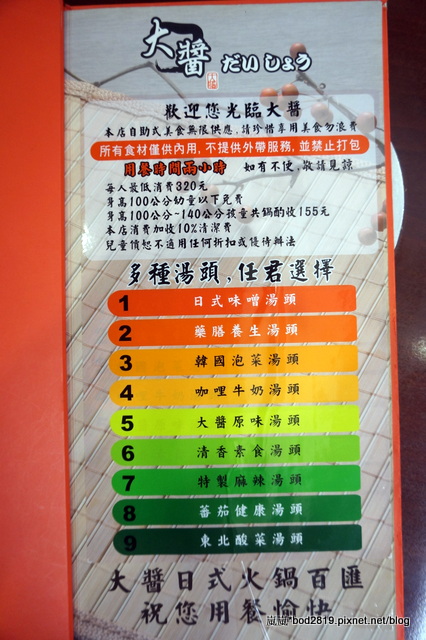 大醬 だいしょう
歡迎您光臨大醬
本店自助式美食無限供應,請珍惜享用美食勿浪費
所有食材僅供內用,不提供外帶服務,並禁止打包
用餐時間兩小時 如有不便,敬請見諒
每人最低消費320元
身高100公分幼童以下免費
身高100公分~140公分孩童共鍋酌收155元
本店消費加收10%清潔費
兒童價恕不適用任何折扣或優待辦法
多種湯頭,任君選擇
1 日式味噌湯頭
2 藥膳養生湯頭
3 韓國泡菜湯頭
4 咖哩牛奶湯頭
5 大醬原味湯頭
6 清香素食湯頭
7 特製麻辣湯頭
8 蕃茄健康湯頭
9 東北酸菜湯頭
大醬日式火鍋百匯
祝您用餐愉快
嵐嵐 bod2819.pixnet.net/blog